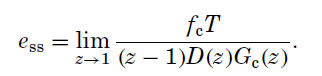 e_ss = lim_{z→1} f_c T / ((z − 1)D(z)G_c(z)).